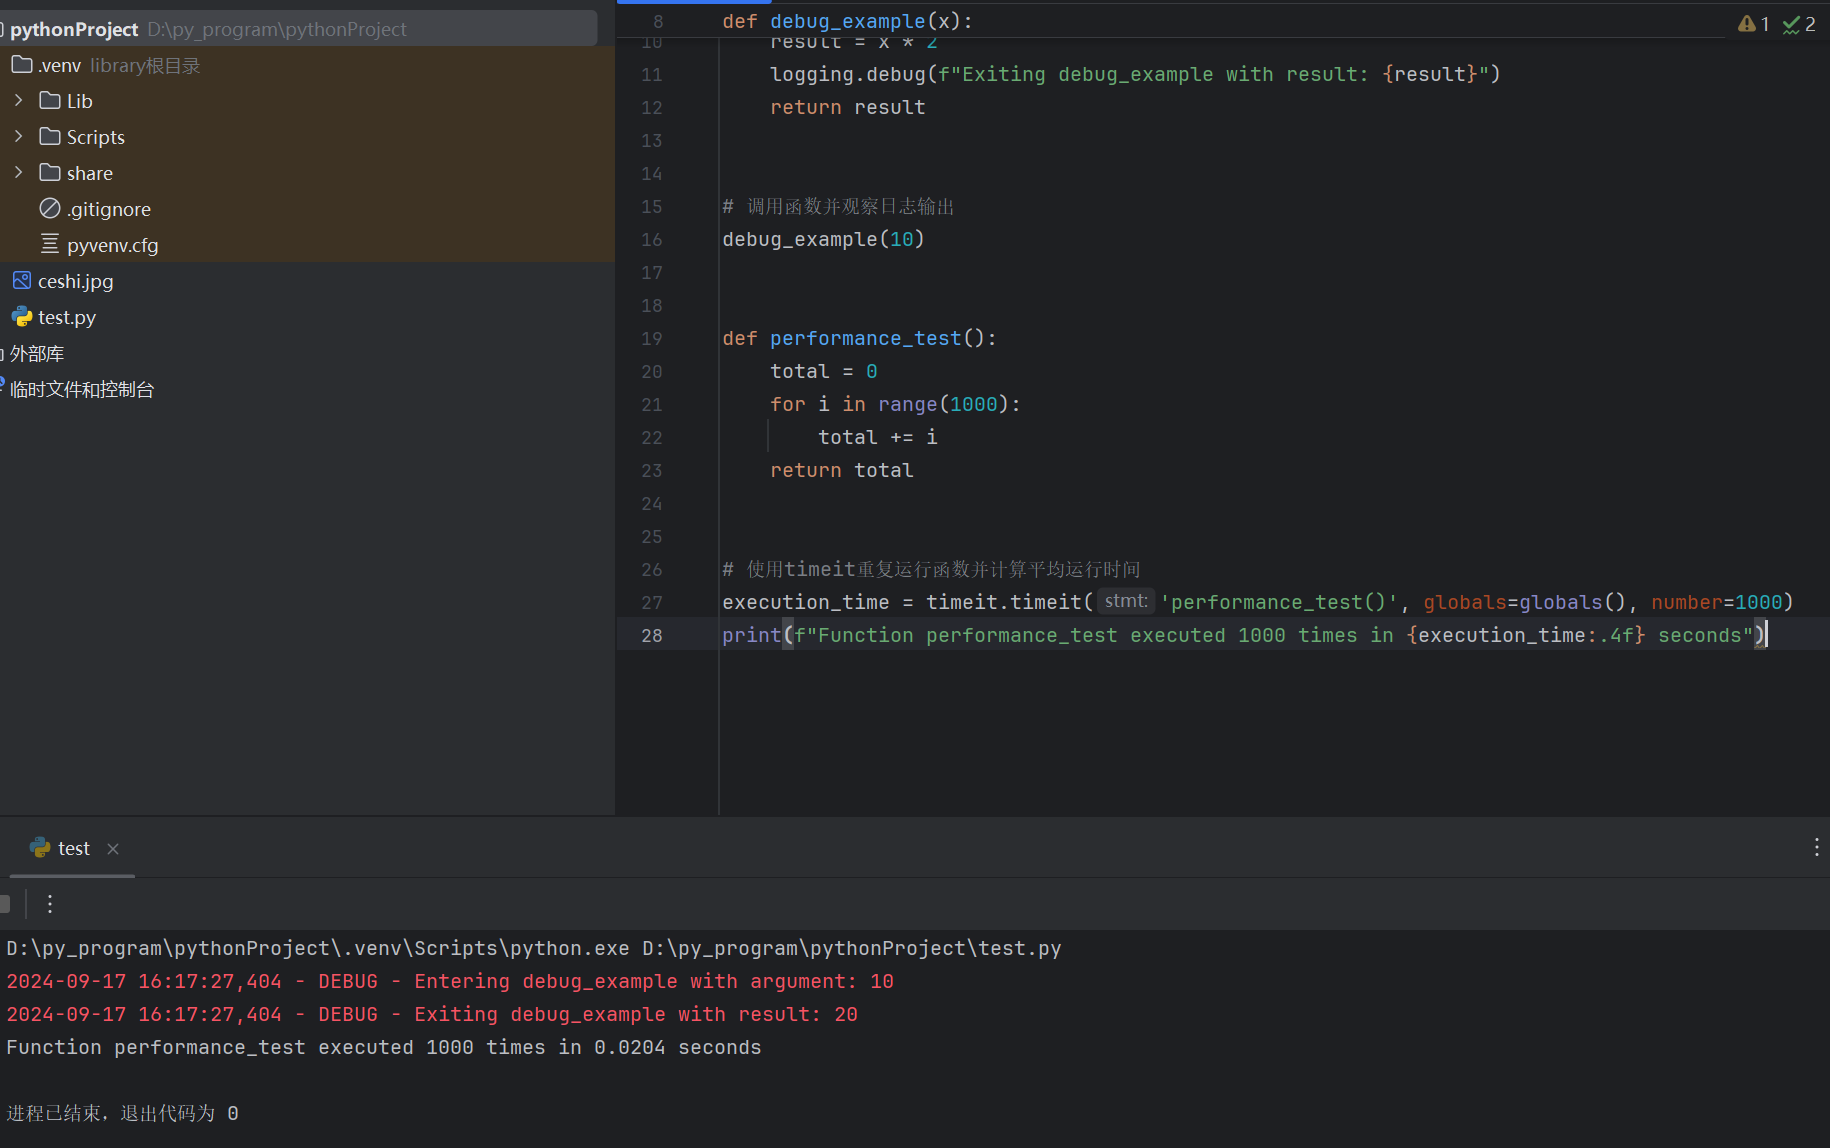 pythonProject D:\py_program\pythonProject
.venv library根目录
Lib
Scripts
share
.gitignore
pyvenv.cfg
ceshi.jpg
test.py
外部库
临时文件和控制台
8 def debug_example(x):
1 2
10 result = x * 2
11 logging.debug(f"Exiting debug_example with result: {result}")
12 return result
13
14
15 # 调用函数并观察日志输出
16 debug_example(10)
17
18
19 def performance_test():
20 total = 0
21 for i in range(1000):
22 total += i
23 return total
24
25
26 # 使用timeit重复运行函数并计算平均运行时间
27 execution_time = timeit.timeit( stmt: 'performance_test()', globals=globals(), number=1000)
28 print(f"Function performance_test executed 1000 times in {execution_time:.4f} seconds")
test
D:\py_program\pythonProject\.venv\Scripts\python.exe D:\py_program\pythonProject\test.py
2024-09-17 16:17:27,404 - DEBUG - Entering debug_example with argument: 10
2024-09-17 16:17:27,404 - DEBUG - Exiting debug_example with result: 20
Function performance_test executed 1000 times in 0.0204 seconds
进程已结束，退出代码为 0